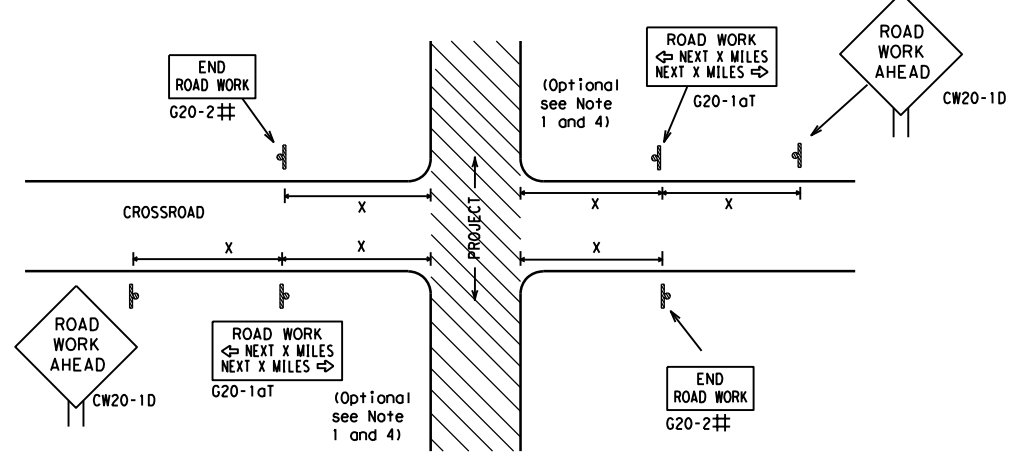 END
ROAD WORK
G20-2#
ROAD WORK
⇦ NEXT X MILES
NEXT X MILES ⇨
G20-1aT
(Optional
see Note
1 and 4)
ROAD
WORK
AHEAD
CW20-1D
X
X
X
CROSSROAD
PROJECT
X
X
X
ROAD
WORK
AHEAD
CW20-1D
ROAD WORK
⇦ NEXT X MILES
NEXT X MILES ⇨
G20-1aT
(Optional
see Note
1 and 4)
END
ROAD WORK
G20-2#